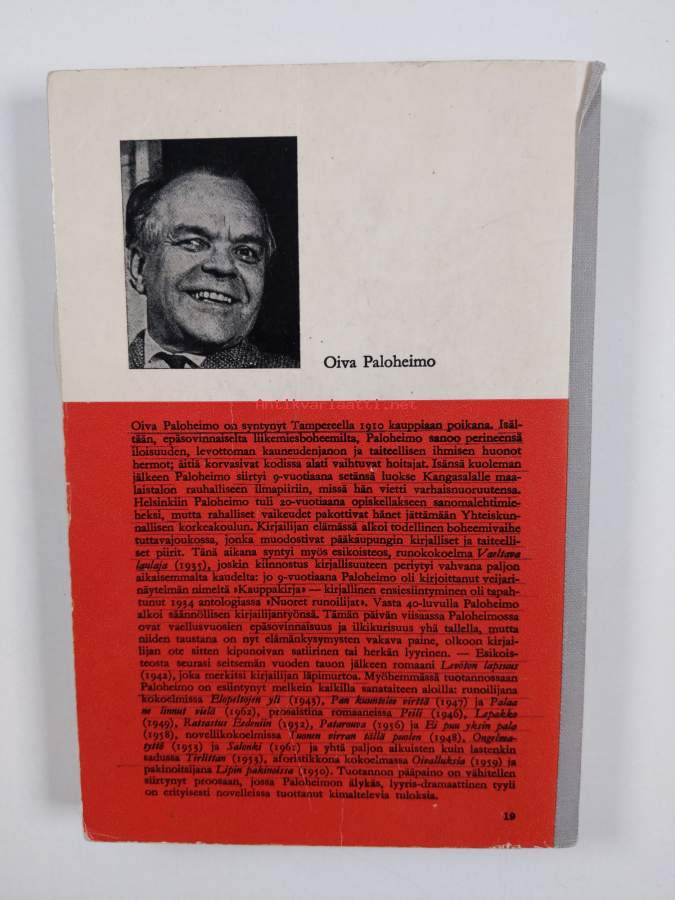 Oiva Paloheimo
Antikvariaatti.net
Oiva Paloheimo on syntynyt Tampereella 1910 kauppiaan poikana. Isäl-
tään, epäsovinnaiselta liikemiesboheemilta, Paloheimo sanoo perineensä
iloisuuden, levottoman kauneudenjanon ja taiteellisen ihmisen huonot
hermot; äitiä korvasivat kodissa alati vaihtuvat hoitajat. Isänsä kuoleman
jälkeen Paloheimo siirtyi 9-vuotiaana setänsä luokse Kangasalalle maa-
laistalon rauhalliseen ilmapiiriin, missä hän vietti varhaisnuoruutensa.
Helsinkiin Paloheimo tuli 20-vuotiaana opiskellakseen sanomalehtimie-
heksi, mutta rahalliset vaikeudet pakottivat hänet jättämään Yhteiskun-
nallisen korkeakoulun. Kirjailijan elämässä alkoi todellinen boheemivaihe
tuttavajoukossa, jonka muodostivat pääkaupungin kirjalliset ja taiteelli-
set piirit. Tänä aikana syntyi myös esikoisteos, runokokoelma Vaeltava
laulaja (1935), joskin kiinnostus kirjallisuuteen periytyi vahvana paljon
aikaisemmalta kaudelta: jo 9-vuotiaana Paloheimo oli kirjoittanut veijari-
näytelmän nimeltä »Kauppakirja» — kirjallinen ensiesiintyminen oli tapah-
tunut 1934 antologiassa »Nuoret runoilijat». Vasta 40-luvulla Paloheimo
alkoi säännöllisen kirjailijantyönsä. Tämän päivän viisaassa Paloheimossa
ovat vaellusvuosien epäsovinnaisuus ja ilkikurisuus yhä tallella, mutta
niiden taustana on nyt elämänkysymysten vakava paine, olkoon kirjai-
lijan ote sitten kipunoivan satiirinen tai herkän lyyrinen. — Esikois-
teosta seurasi seitsemän vuoden tauon jälkeen romaani Levoton lapsuus
(1942), joka merkitsi kirjailijan läpimurtoa. Myöhemmässä tuotannossaan
Paloheimo on esiintynyt melkein kaikilla sanataiteen aloilla: runoilijana
kokoelmissa Elopeltojen yli (1943), Pan kuuntelee virttä (1947) ja Palaa
ne linnut vielä (1962), proosaistina romaaneissa Peili (1946), Lepakko
(1949), Ratsastus Eedeniin (1952), Patarouva (1956) ja Ei puu yksin pala
(1958), novellikokoelmissa Tuonen virran tällä puolen (1948), Ongelma-
tyttö (1953) ja Salonki (1961) ja yhtä paljon aikuisten kuin lastenkin
sadussa Tirlittan (1953), aforistikkona kokoelmassa Oivalluksia (1959) ja
pakinoitsijana Lipin pakinoita (1950). Tuotannon pääpaino on vähitellen
siirtynyt proosaan, jossa Paloheimon älykäs, lyyris-dramaattinen tyyli
on erityisesti novelleissa tuottanut kimaltelevia tuloksia.
19